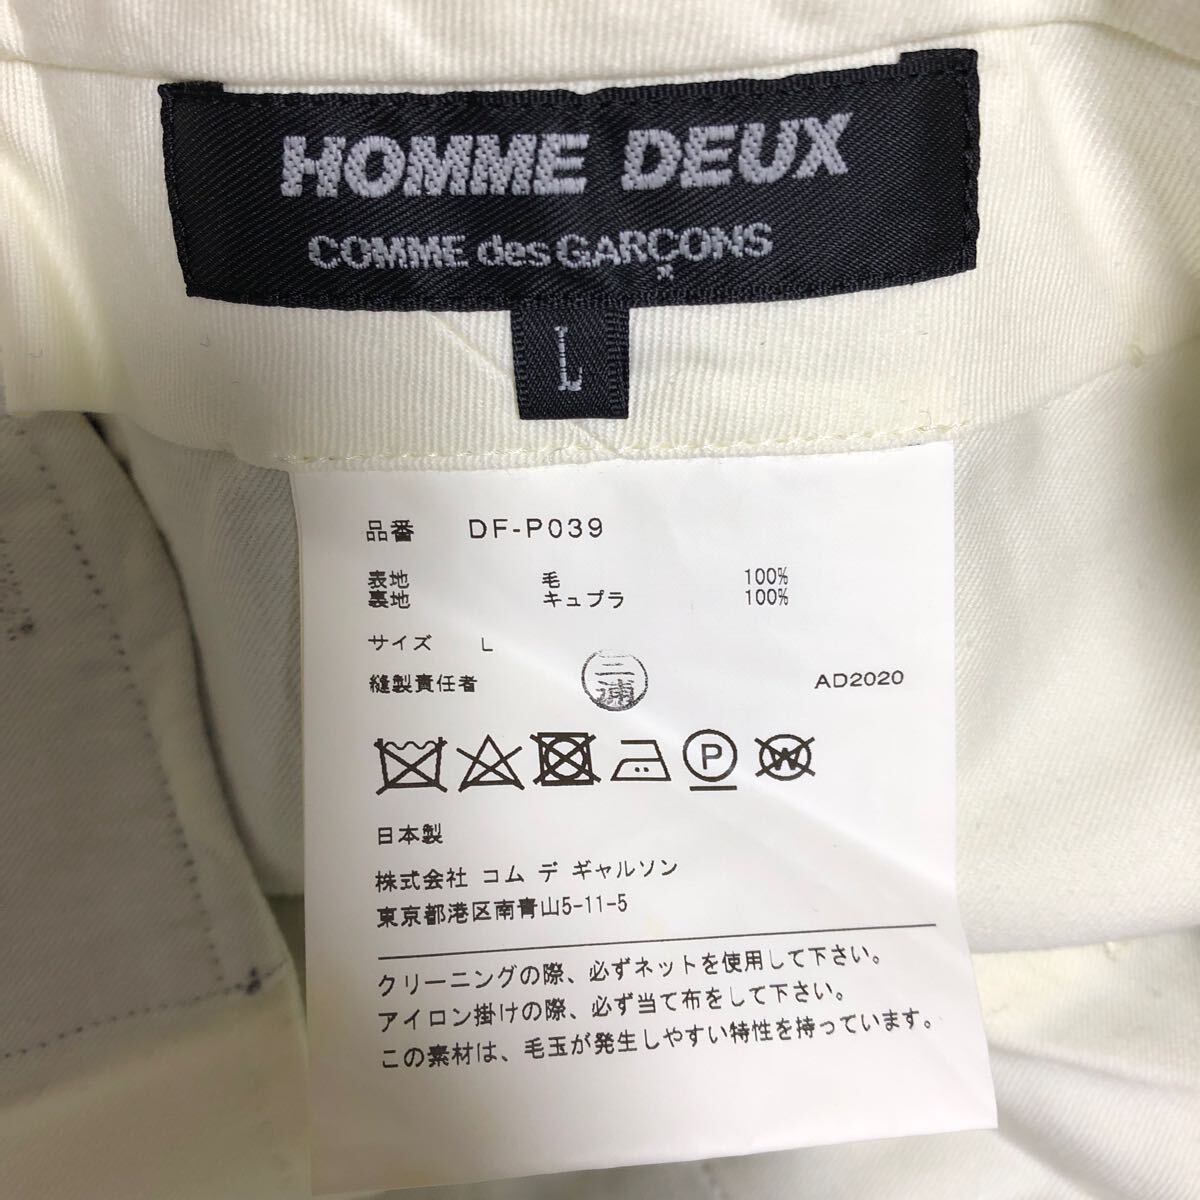 HOMME DEUX
COMME des GARÇONS
L
品番 DF-P039
表地 毛 100%
裏地 キュプラ 100%
サイズ L
縫製責任者 三浦 AD2020
P W
日本製
株式会社 コム デ ギャルソン
東京都港区南青山5-11-5
クリーニングの際、必ずネットを使用して下さい。
アイロン掛けの際、必ず当て布をして下さい。
この素材は、毛玉が発生しやすい特性を持っています。